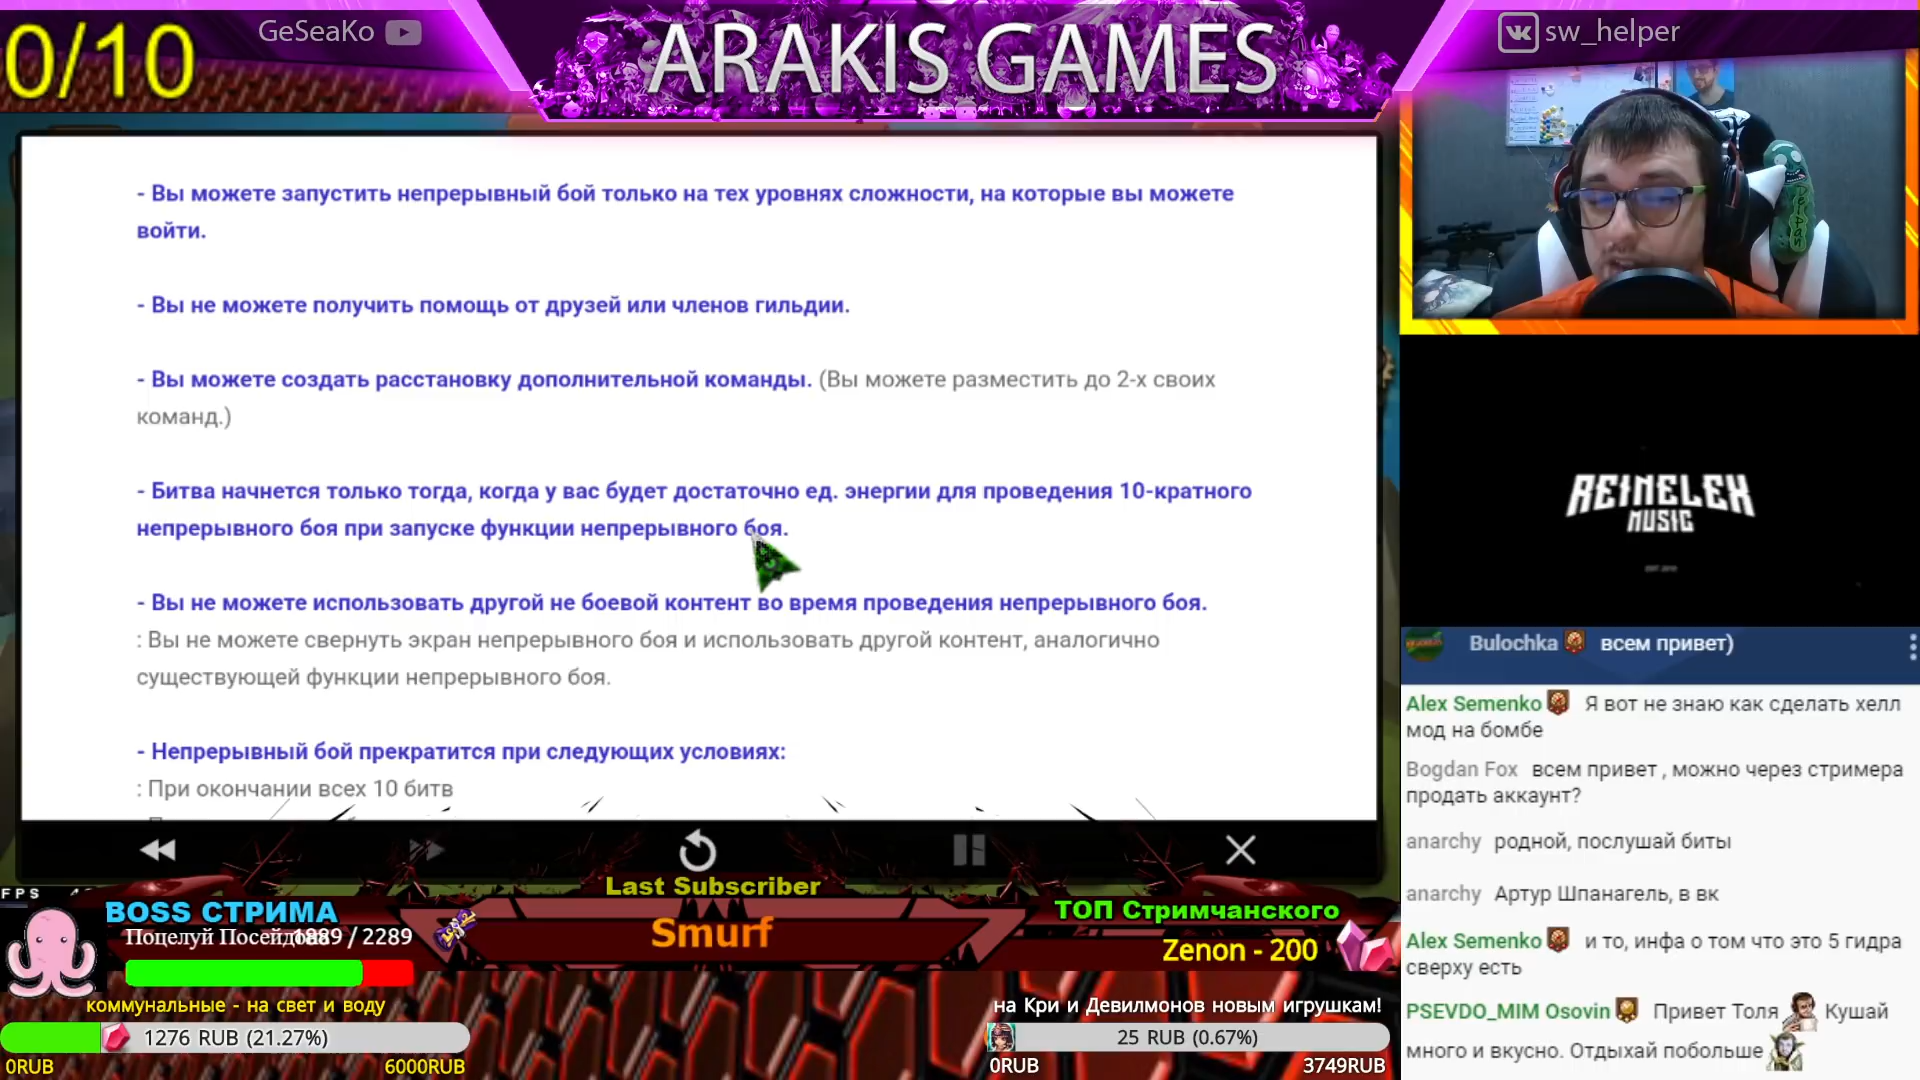 0/10
GeSeaKo
ARAKIS GAMES
sw_helper
- Вы можете запустить непрерывный бой только на тех уровнях сложности, на которые вы можете
войти.
- Вы не можете получить помощь от друзей или членов гильдии.
- Вы можете создать расстановку дополнительной команды. (Вы можете разместить до 2-х своих
команд.)
- Битва начнется только тогда, когда у вас будет достаточно ед. энергии для проведения 10-кратного
непрерывного боя при запуске функции непрерывного боя.
- Вы не можете использовать другой не боевой контент во время проведения непрерывного боя.
: Вы не можете свернуть экран непрерывного боя и использовать другой контент, аналогично
существующей функции непрерывного боя.
- Непрерывный бой прекратится при следующих условиях:
: При окончании всех 10 битв
REINELEX
MUSIC
Bulochka всем привет)
Alex Semenko Я вот не знаю как сделать хелл
мод на бомбе
Bogdan Fox всем привет , можно через стримера
продать аккаунт?
anarchy родной, послушай биты
anarchy Артур Шпанагель, в вк
Alex Semenko и то, инфа о том что это 5 гидра
сверху есть
PSEVDO_MIM Osovin Привет Толя Кушай
много и вкусно. Отдыхай побольше
FPS
BOSS СТРИМА
Поцелуй Посейдона 1889 / 2289
коммунальные - на свет и воду
1276 RUB (21.27%)
0RUB 6000RUB
Last Subscriber
Smurf
ТОП Стримчанского
Zenon - 200
на Кри и Девилмонов новым игрушкам!
25 RUB (0.67%)
0RUB 3749RUB